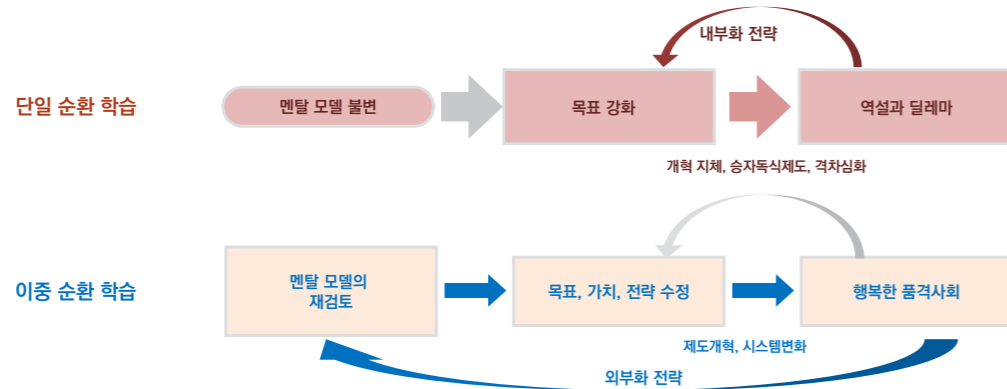 내부화 전략
단일 순환 학습
멘탈 모델 불변
목표 강화
역설과 딜레마
개혁 지체, 승자독식제도, 격차심화
이중 순환 학습
멘탈 모델의
재검토
목표, 가치, 전략 수정
행복한 품격사회
제도개혁, 시스템변화
외부화 전략